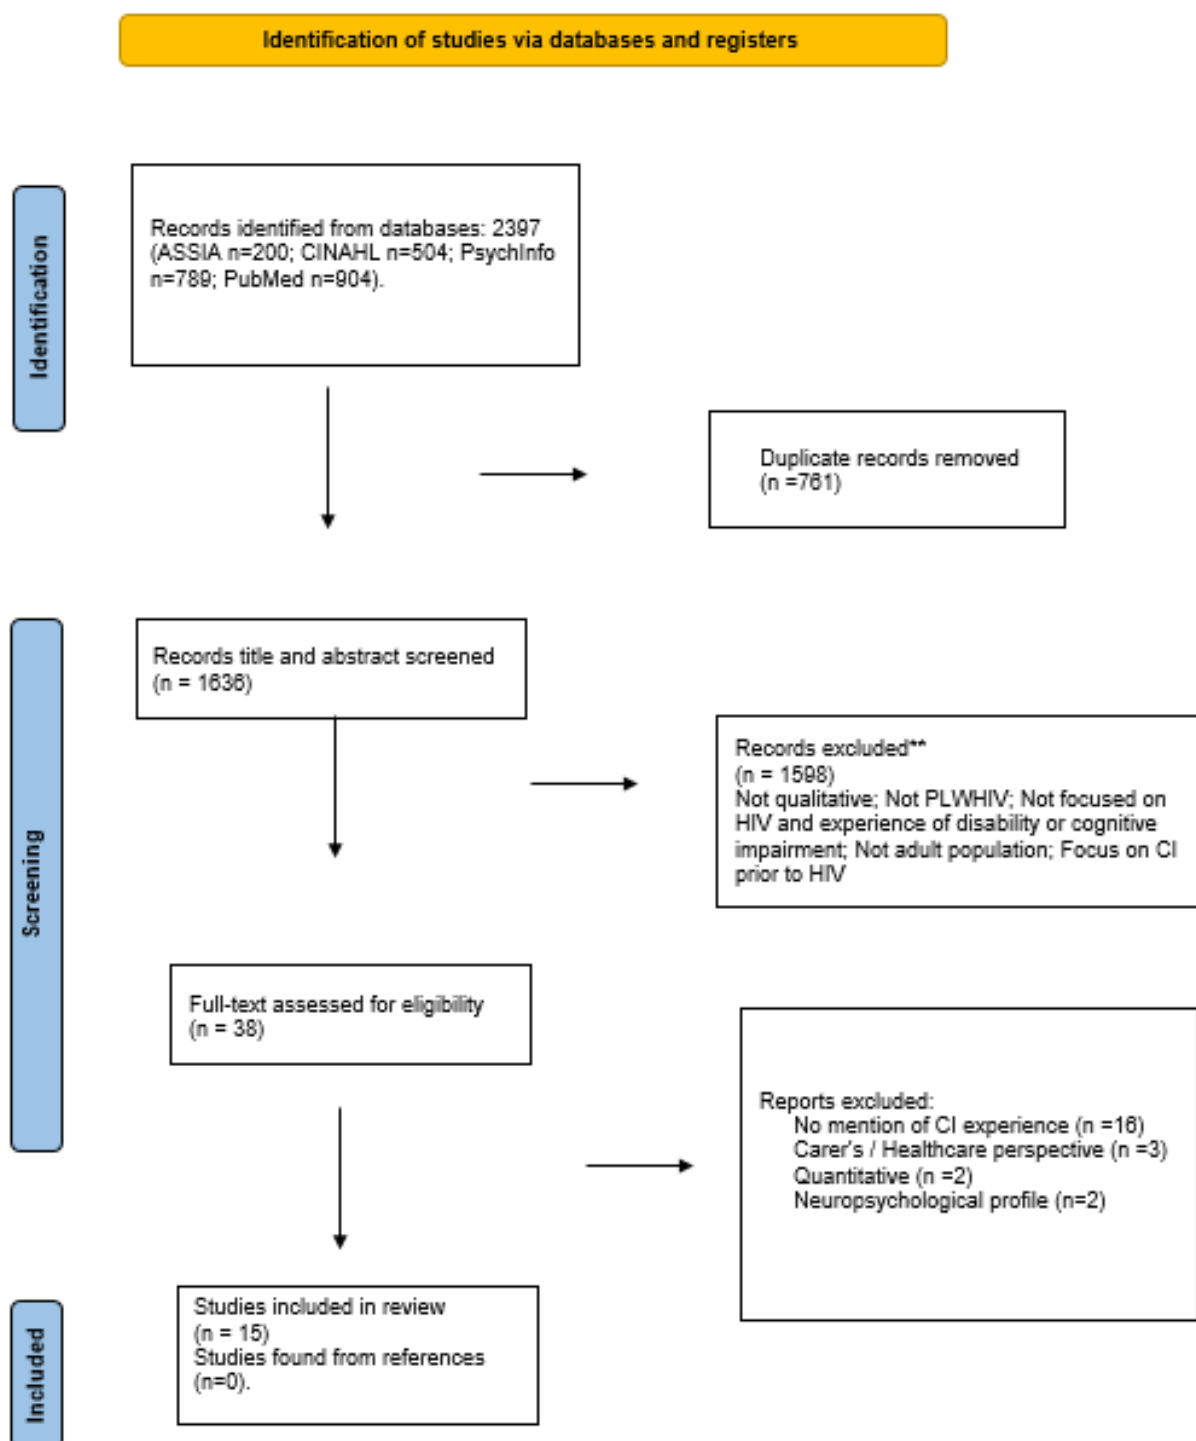 Identification of studies via databases and registers
Identification
Records identified from databases: 2397
(ASSIA n=200; CINAHL n=504; PsychInfo
n=789; PubMed n=904).
Duplicate records removed
(n =761)
Screening
Records title and abstract screened
(n = 1636)
Records excluded**
(n = 1598)
Not qualitative; Not PLWHIV; Not focused on
HIV and experience of disability or cognitive
impairment; Not adult population; Focus on CI
prior to HIV
Full-text assessed for eligibility
(n = 38)
Reports excluded:
No mention of CI experience (n =16)
Carer's / Healthcare perspective (n =3)
Quantitative (n =2)
Neuropsychological profile (n=2)
Included
Studies included in review
(n = 15)
Studies found from references
(n=0).